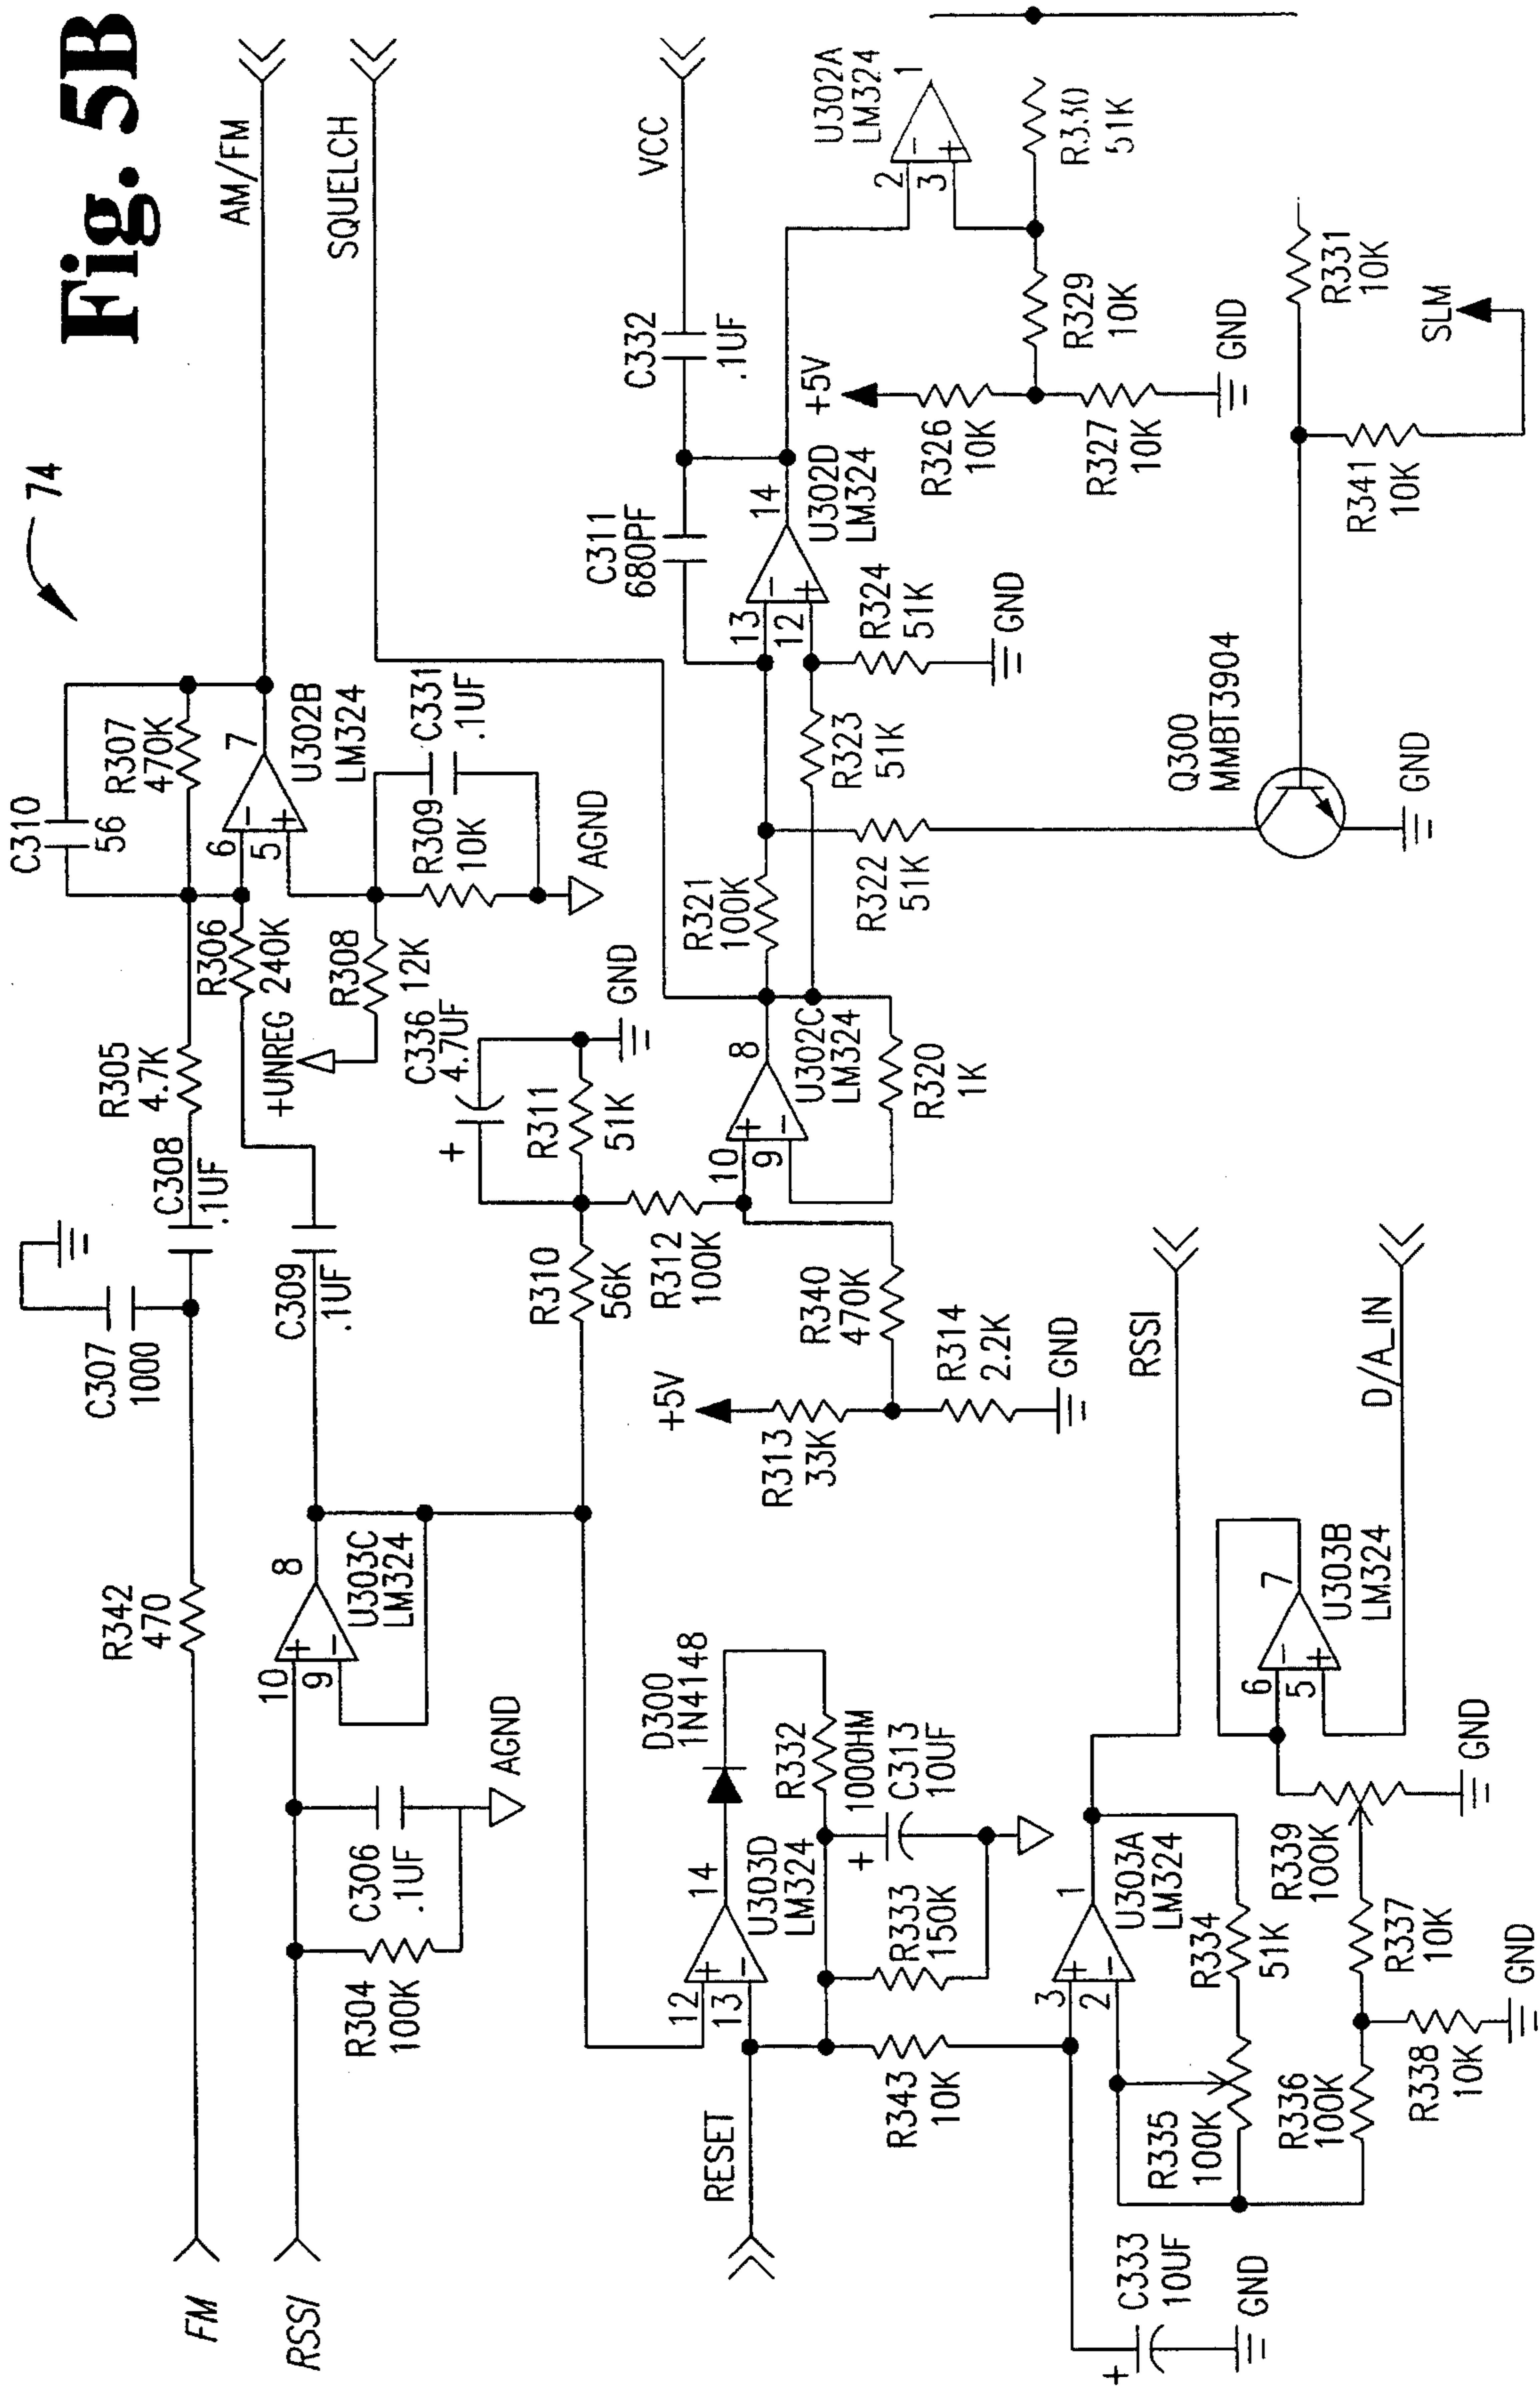 Fig. 5B
74
FM
RSSI
R342
470
C307
1000
C308
.1UF
R305
4.7K
C310
56
R307
470K
6
5
7
U302B
LM324
AM/FM
R306
240K
+UNREG
R308
12K
R309
10K
C331
.1UF
AGND
SQUELCH
R304
100K
C306
.1UF
AGND
10
9
8
U303C
LM324
C309
.1UF
R310
56K
C336
4.7UF
+
R311
51K
GND
R312
100K
10
9
8
U302C
LM324
R320
1K
R340
470K
+5V
R313
33K
R314
2.2K
GND
R321
100K
R322
51K
R323
51K
R324
51K
GND
C311
680PF
13
12
14
U302D
LM324
C332
.1UF
VCC
+5V
R326
10K
R327
10K
GND
R329
10K
2
3
1
U302A
LM324
R330
51K
Q300
MMBT3904
GND
R331
10K
R341
10K
SLM
RESET
12
13
14
U303D
LM324
D300
1N4148
R332
100OHM
+
C313
10UF
R333
150K
R343
10K
+
C333
10UF
GND
3
2
1
U303A
LM324
RSSI
R334
51K
R335
100K
R336
100K
R337
10K
R338
10K
GND
R339
100K
GND
6
5
7
U303B
LM324
D/A_IN